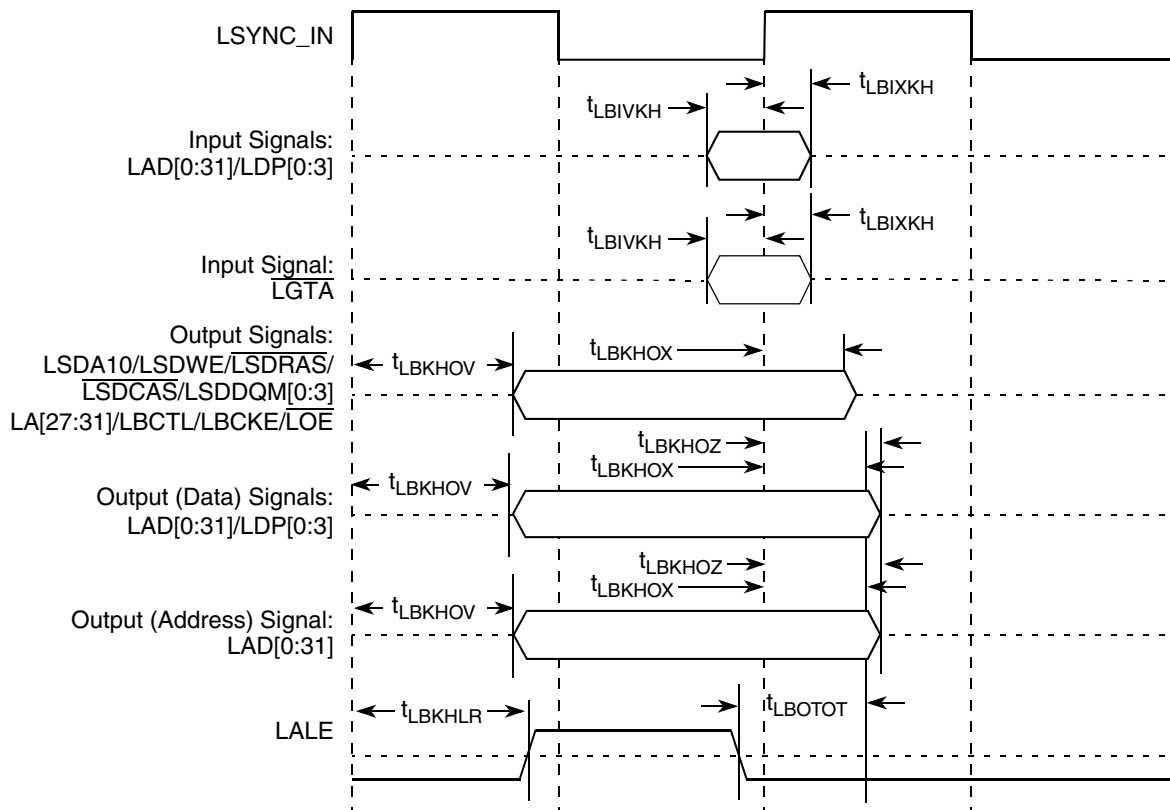 LSYNC_IN
tLBIXKH
tLBIVKH
Input Signals:
LAD[0:31]/LDP[0:3]
tLBIXKH
tLBIVKH
Input Signal:
LGTA
Output Signals:
LSDA10/LSDWE/LSDRAS/
LSDCAS/LSDDQM[0:3]
LA[27:31]/LBCTL/LBCKE/LOE
tLBKHOV
tLBKHOX
tLBKHOZ
tLBKHOX
tLBKHOV
Output (Data) Signals:
LAD[0:31]/LDP[0:3]
tLBKHOZ
tLBKHOX
tLBKHOV
Output (Address) Signal:
LAD[0:31]
tLBKHLR
tLBOTOT
LALE